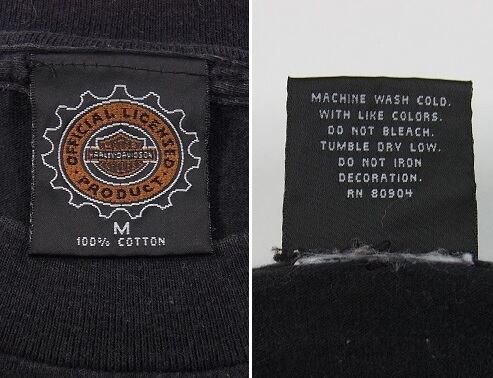 OFFICIAL LICENSED
HARLEY-DAVIDSON
PRODUCT
M
100% COTTON
MACHINE WASH COLD.
WITH LIKE COLORS.
DO NOT BLEACH.
TUMBLE DRY LOW.
DO NOT IRON
DECORATION.
RN 80904